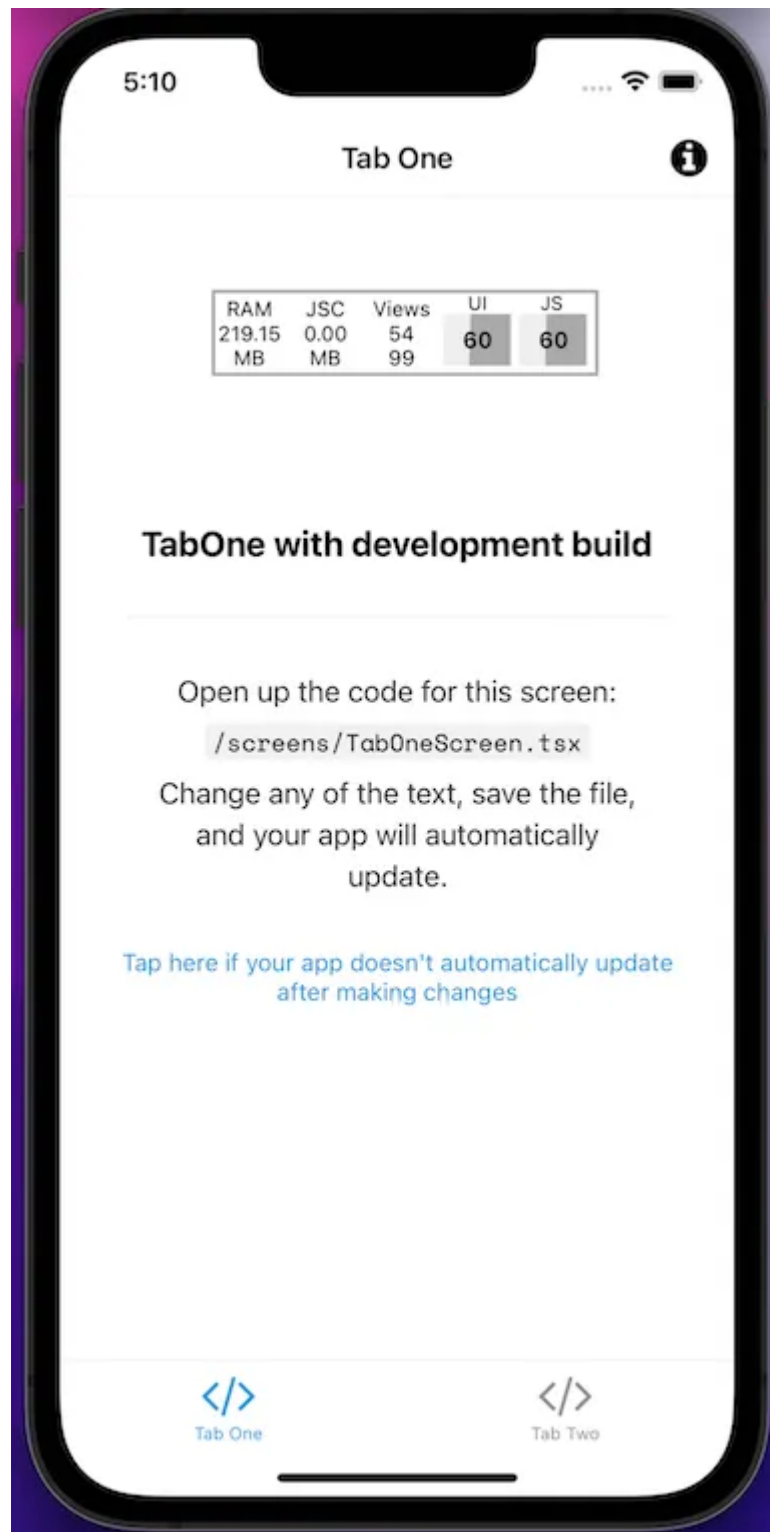 5:10
Tab One
RAM JSC Views UI JS
219.15 0.00 54 60 60
MB MB 99
TabOne with development build
Open up the code for this screen:
/screens/TabOneScreen.tsx
Change any of the text, save the file,
and your app will automatically
update.
Tap here if your app doesn't automatically update
after making changes
Tab One Tab Two